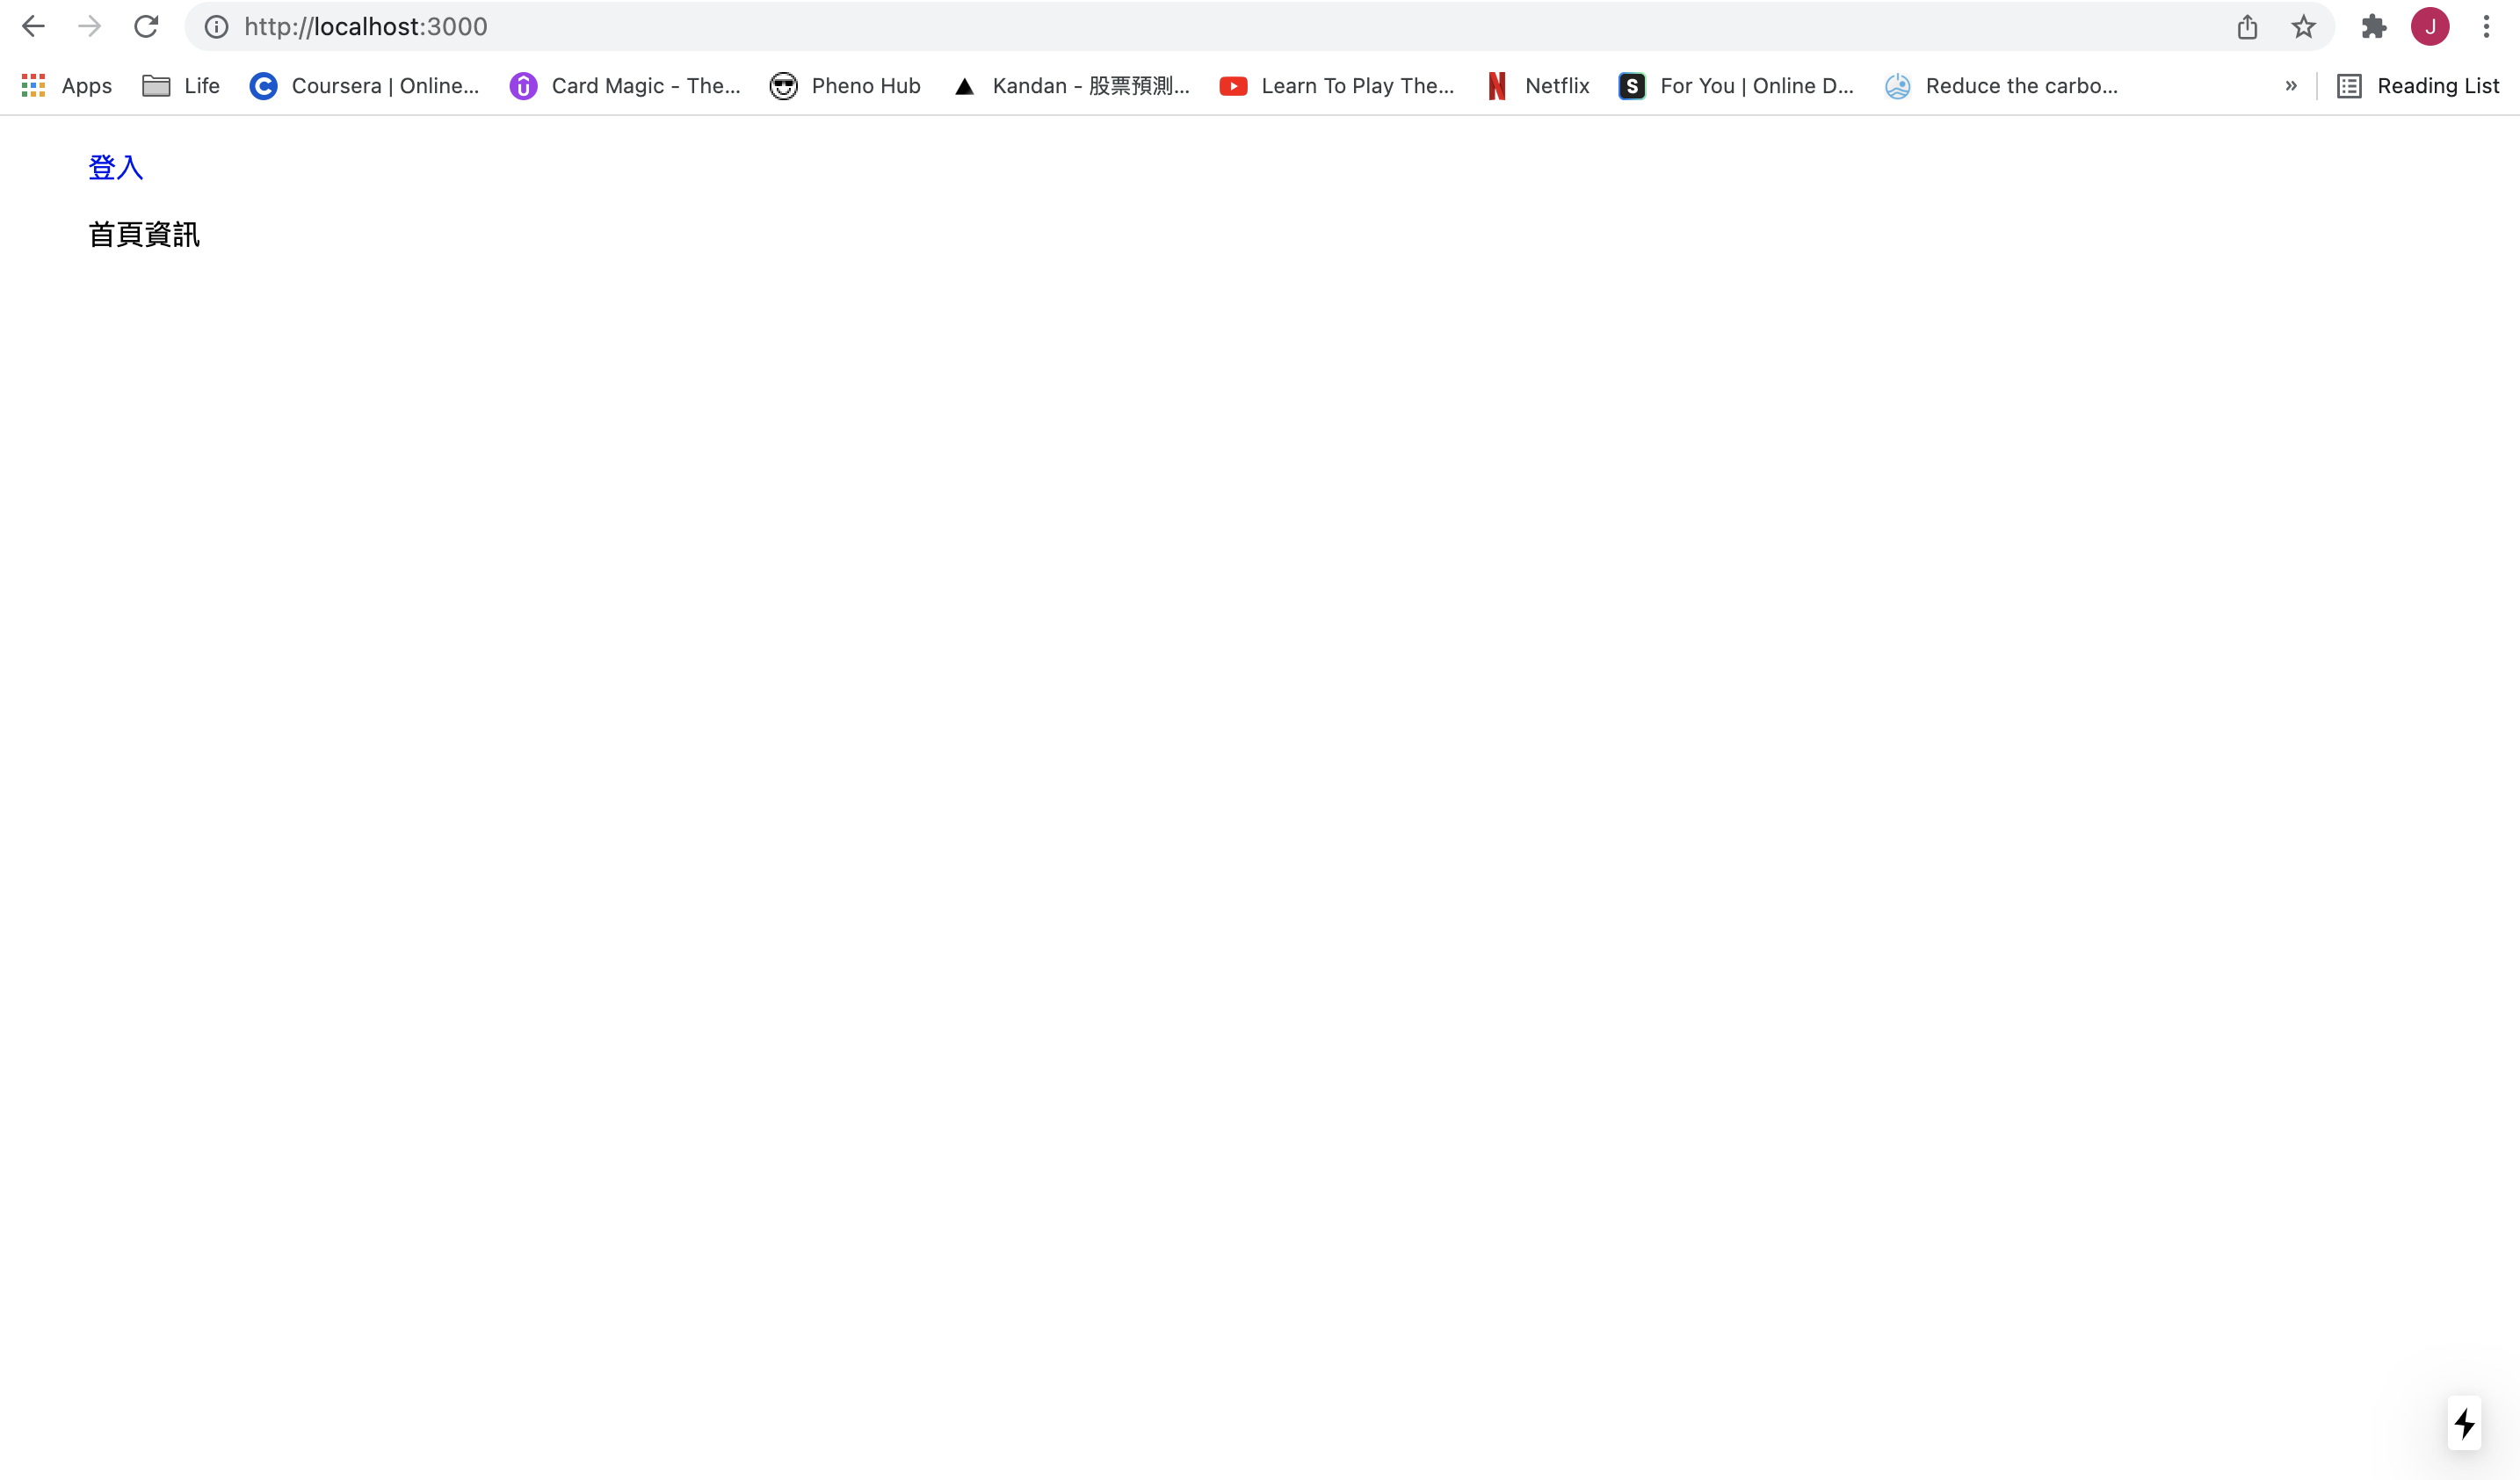 http://localhost:3000
J
Apps Life Coursera | Online... Card Magic - The... Pheno Hub Kandan - 股票預測... Learn To Play The... Netflix For You | Online D... Reduce the carbo... » Reading List
登入
首頁資訊